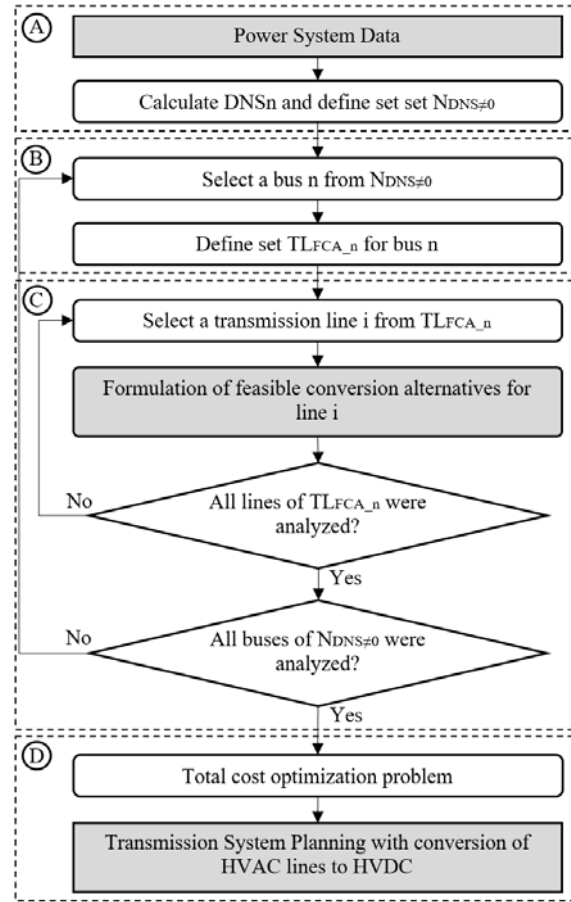 A
Power System Data
Calculate DNSn and define set set NDNS≠0
B
Select a bus n from NDNS≠0
Define set TLFCA_n for bus n
C
Select a transmission line i from TLFCA_n
Formulation of feasible conversion alternatives for
line i
No
All lines of TLFCA_n were
analyzed?
Yes
No
All buses of NDNS≠0 were
analyzed?
Yes
D
Total cost optimization problem
Transmission System Planning with conversion of
HVAC lines to HVDC